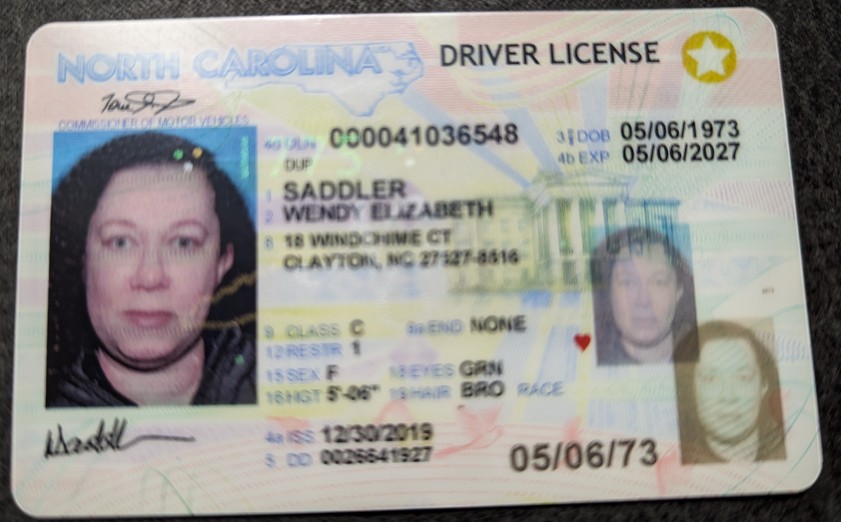 NORTH CAROLINA DRIVER LICENSE
COMMISSIONER OF MOTOR VEHICLES
4d DLN 000041036548 3 DOB 05/06/1973
DUP 4b EXP 05/06/2027
1 SADDLER
2 WENDY ELIZABETH
8 18 WINDCHIME CT
CLAYTON, NC 27527-8516
9 CLASS C 9a END NONE
12 RESTR 1
15 SEX F 18 EYES GRN
16 HGT 5'-06" 19 HAIR BRO RACE
4a ISS 12/30/2019
5 DD 0026641927
05/06/73